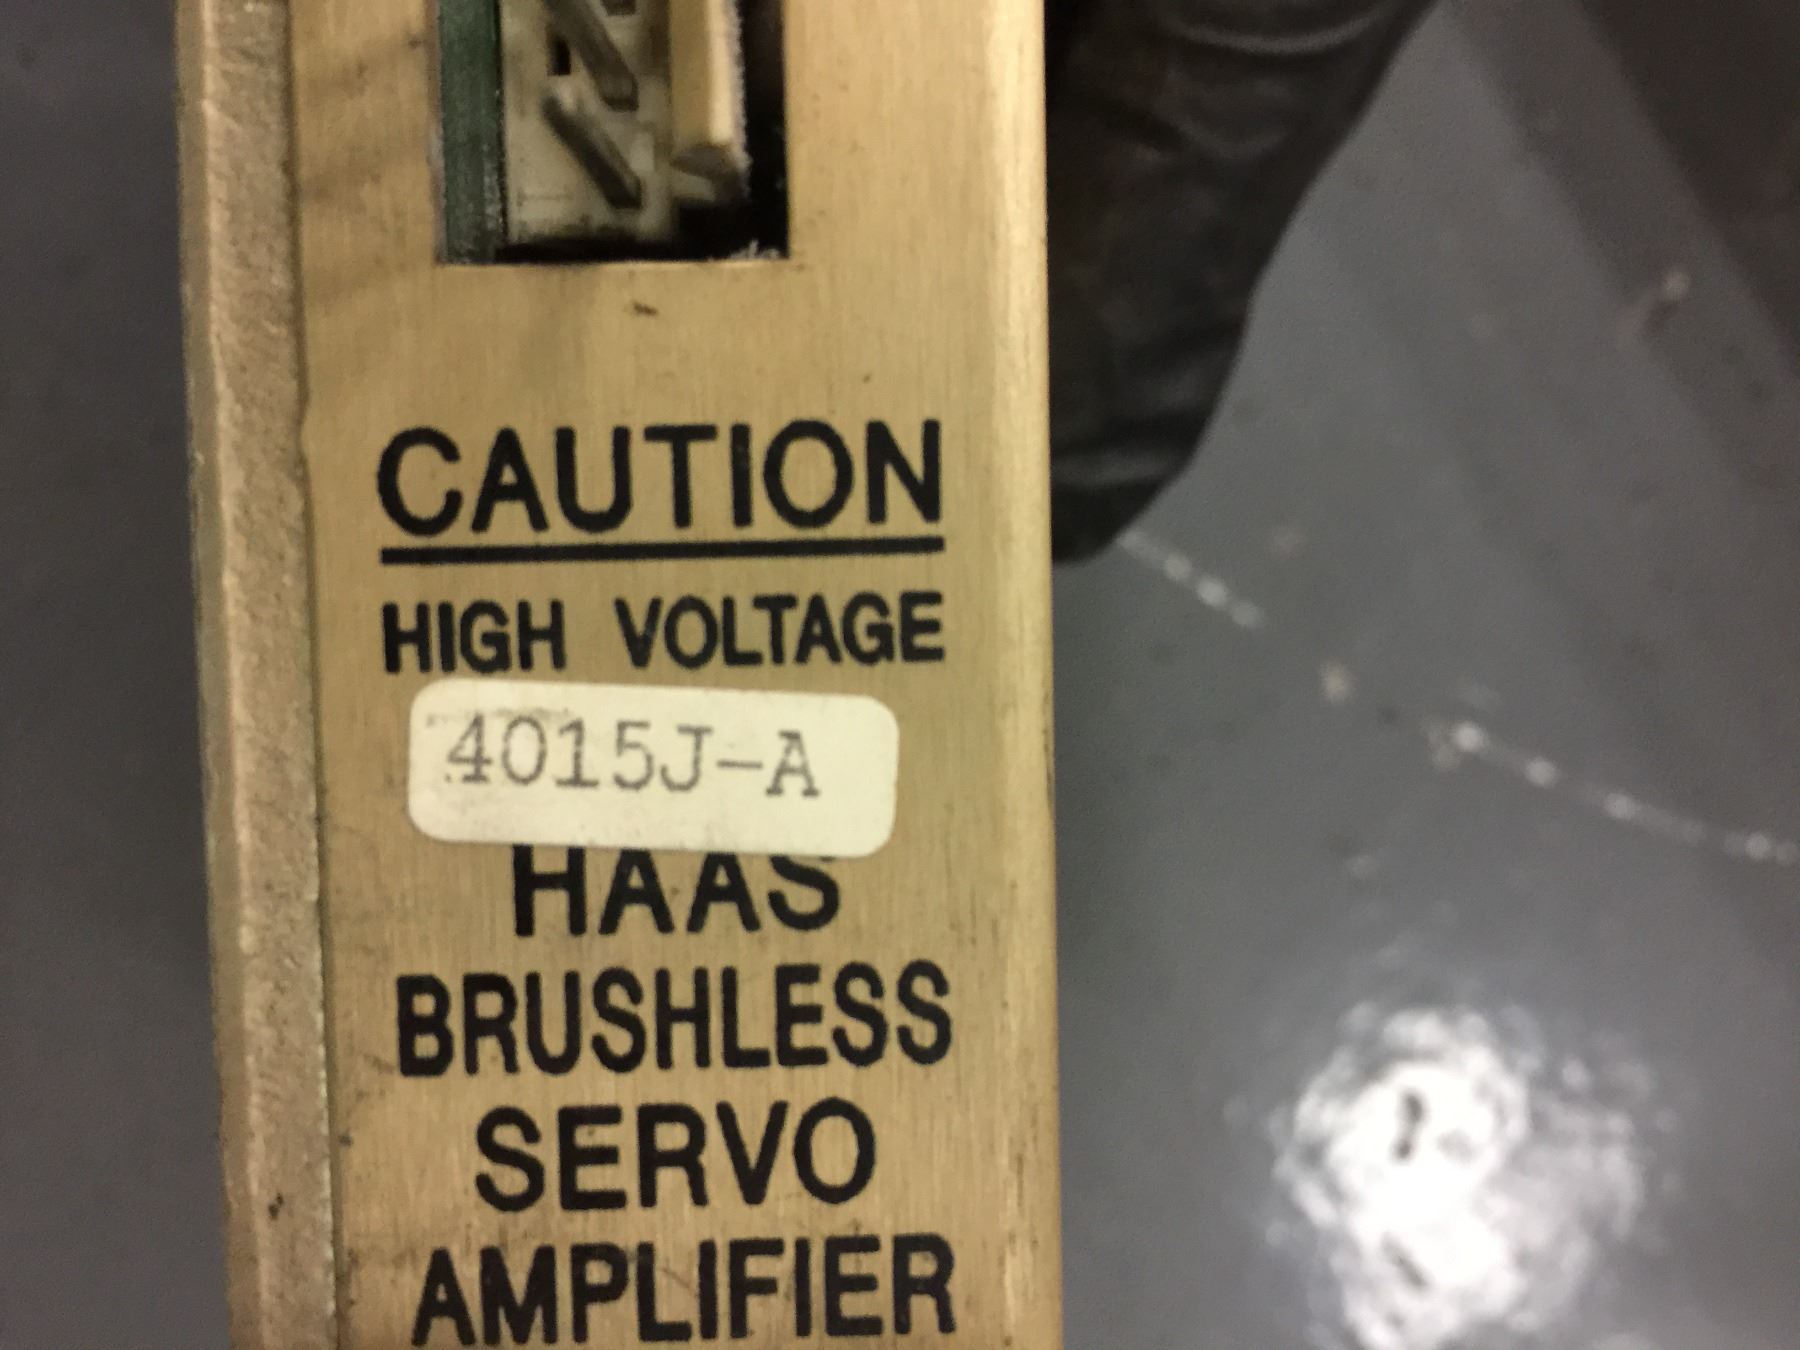 CAUTION
HIGH VOLTAGE
4015J-A
HAAS
BRUSHLESS
SERVO
AMPLIFIER